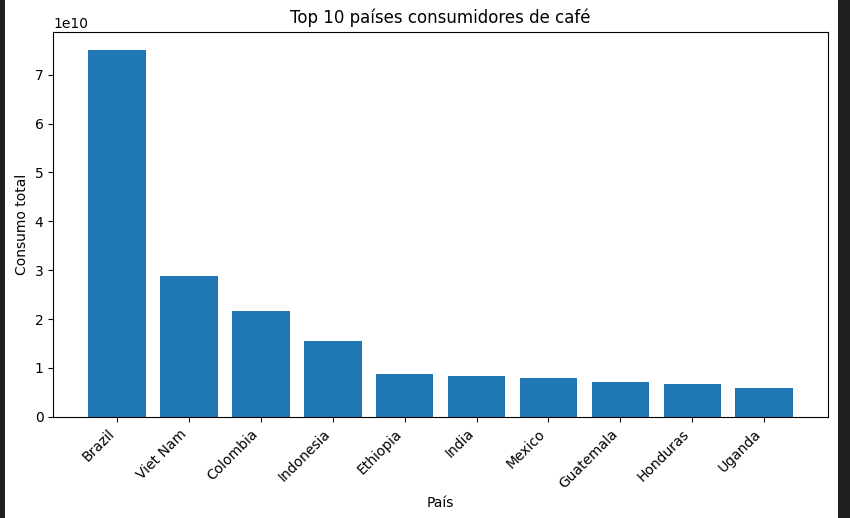 Top 10 países consumidores de café
1e10
7
6
5
4
3
2
1
0
Consumo total
Brazil
Viet Nam
Colombia
Indonesia
Ethiopia
India
Mexico
Guatemala
Honduras
Uganda
País